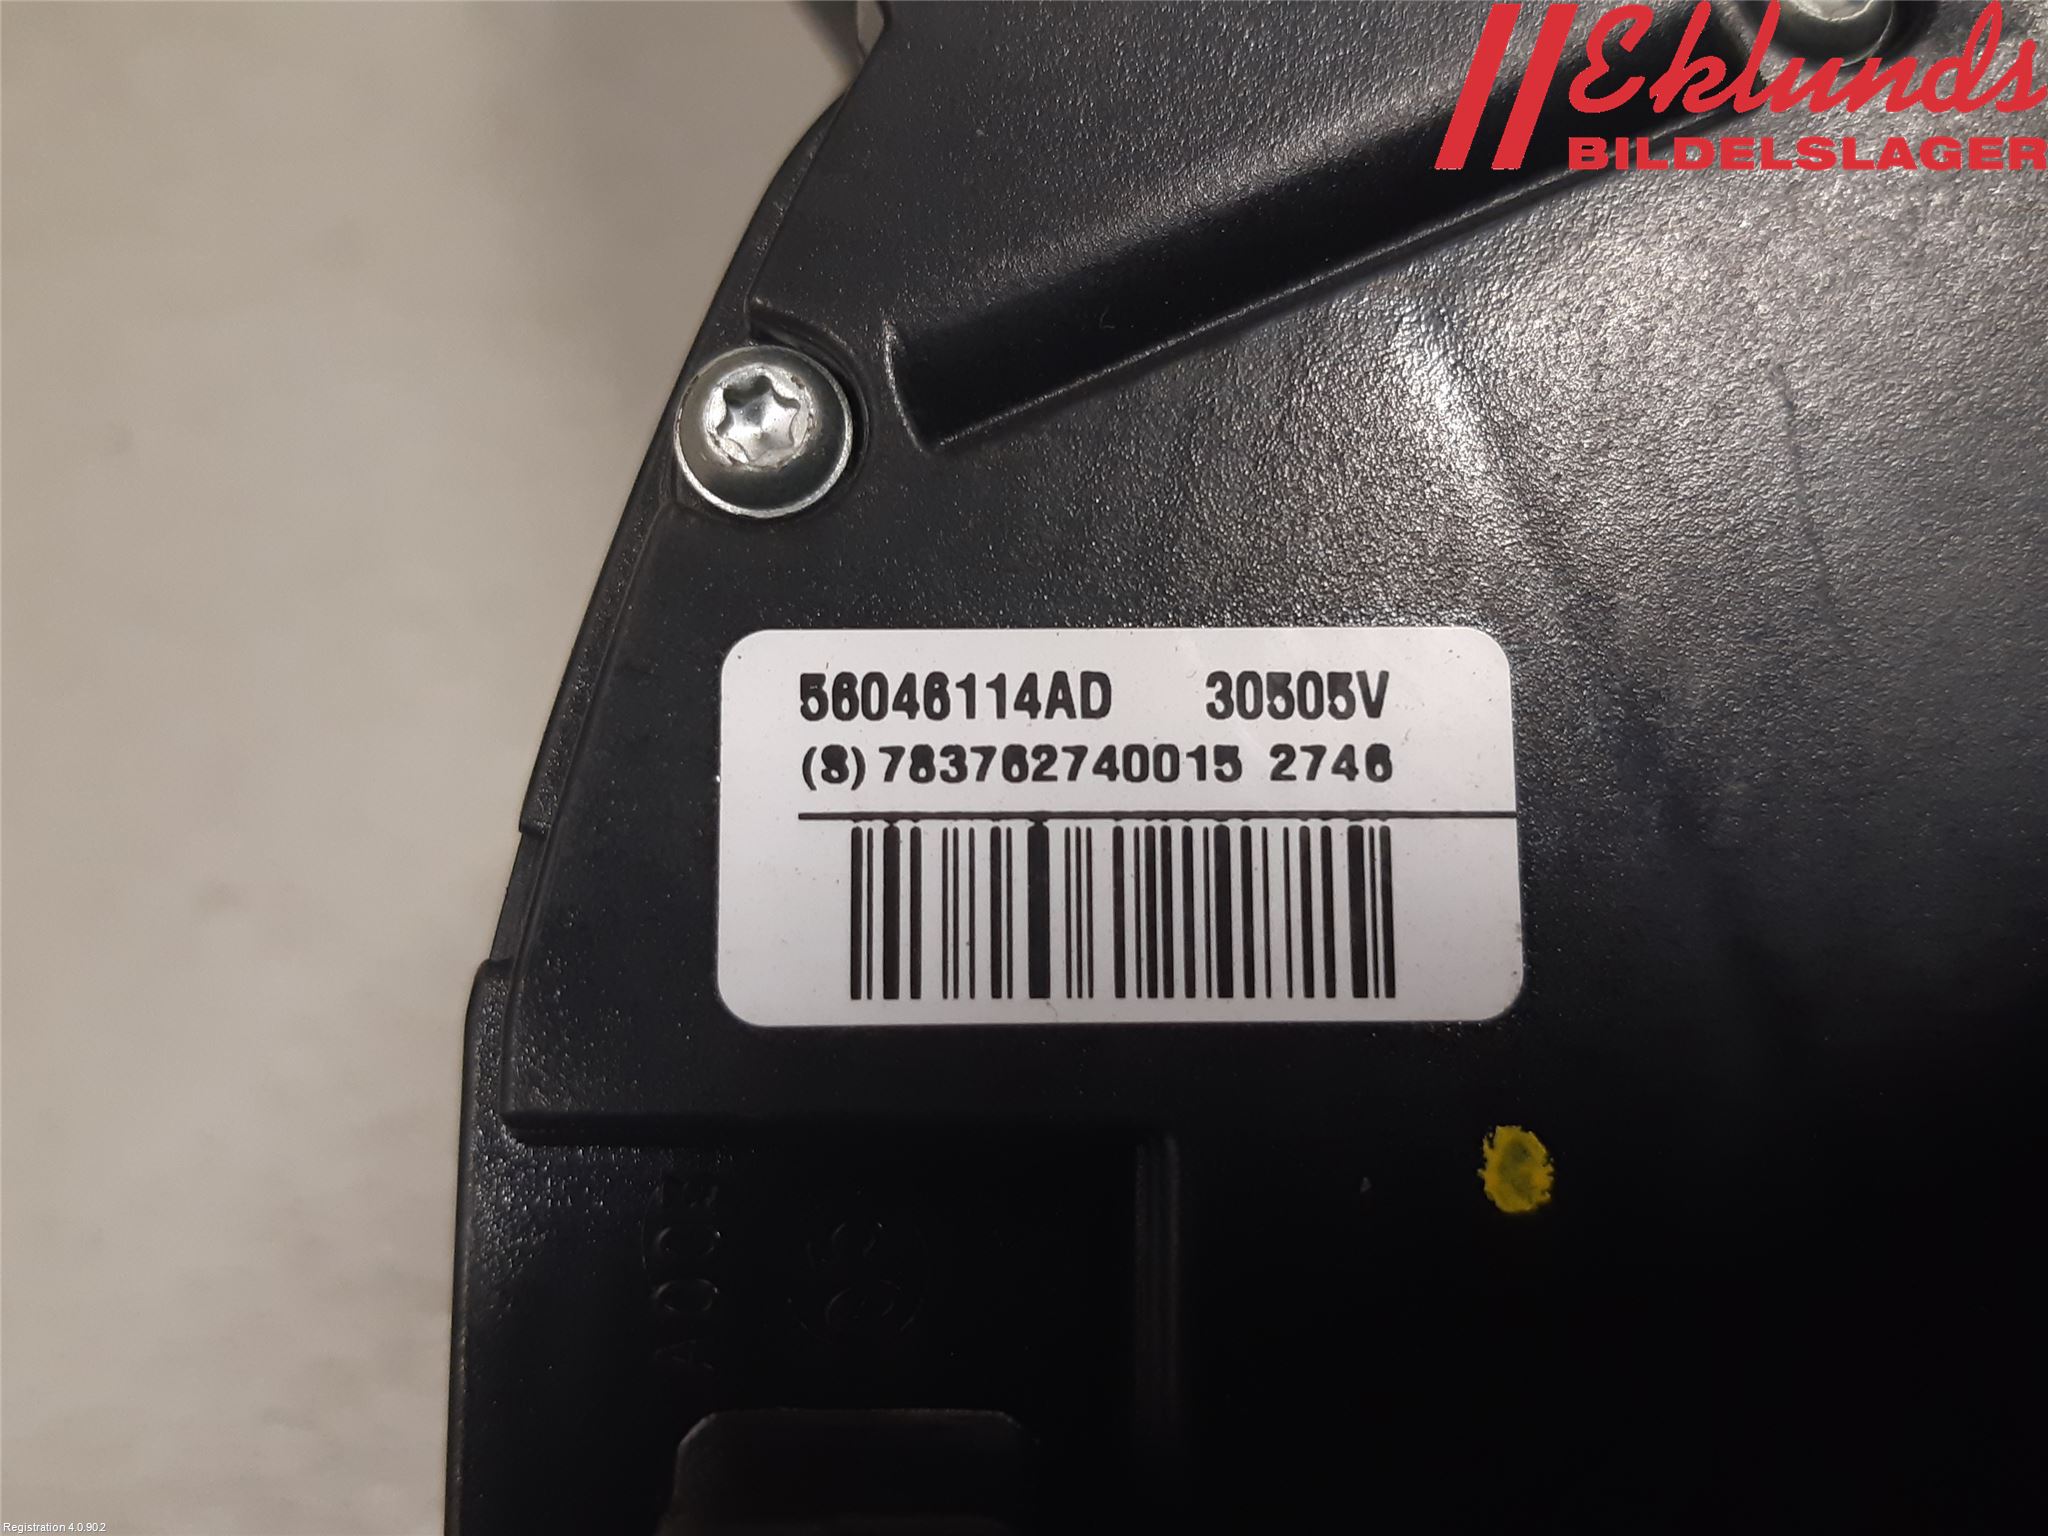 Eklunds
BILDELSLAGER
56046114AD 30505V
(S) 783762740015 2746
Registration 4.0.902